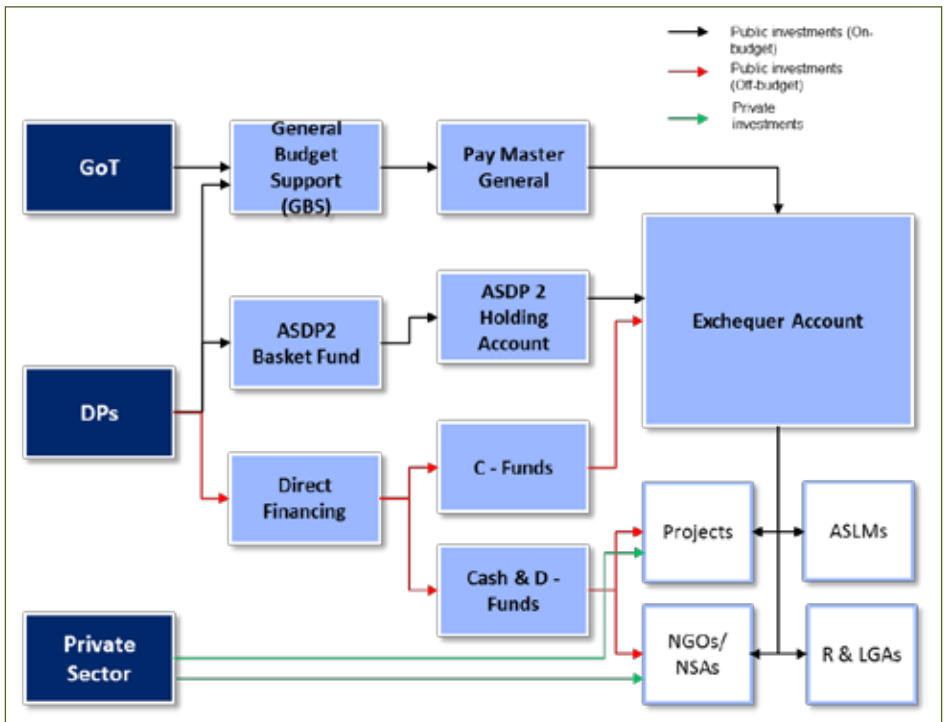 Public investments (On-
budget)
Public investments
(Off-budget)
Private
investments
GoT
General
Budget
Support
(GBS)
Pay Master
General
ASDP2
Basket Fund
ASDP 2
Holding
Account
Exchequer Account
DPs
Direct
Financing
C - Funds
Cash & D -
Funds
Projects
ASLMs
Private
Sector
NGOs/
NSAs
R & LGAs